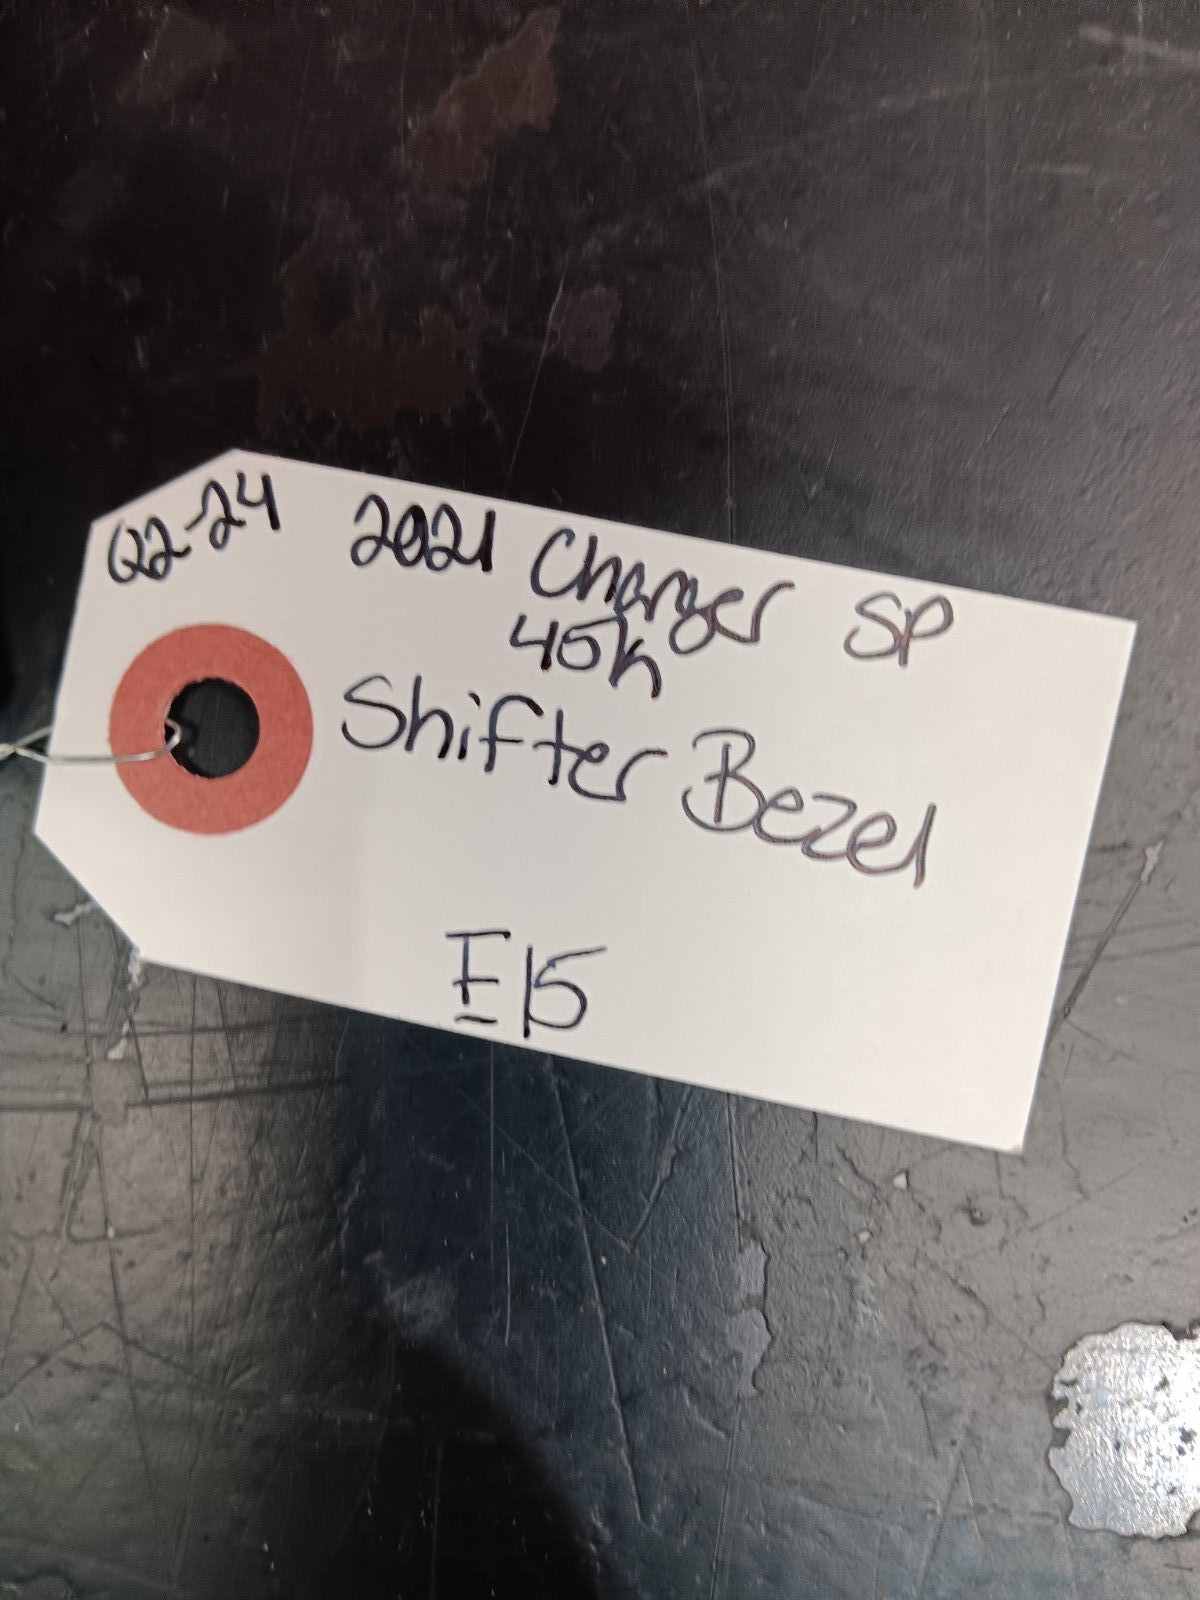 Q2-24 2021 Charger SP
45k
Shifter Bezel
E15